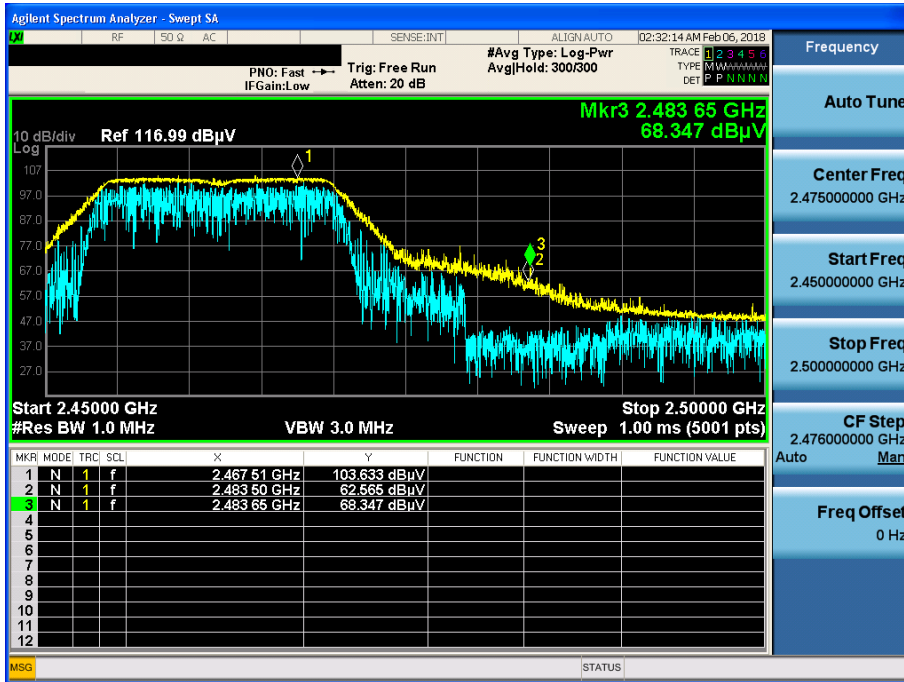 Agilent Spectrum Analyzer - Swept SA
LXI RF 50 Ω AC SENSE:INT ALIGN AUTO 02:32:14 AM Feb 06, 2018
PNO: Fast Trig: Free Run #Avg Type: Log-Pwr TRACE 1 2 3 4 5 6
IFGain:Low Atten: 20 dB Avg|Hold: 300/300 TYPE M W
DET P P N N N N
Mkr3 2.483 65 GHz
68.347 dBµV
10 dB/div Ref 116.99 dBµV
Log
107
97.0
87.0
77.0
67.0
57.0
47.0
37.0
27.0
1
3
2
Start 2.45000 GHz Stop 2.50000 GHz
#Res BW 1.0 MHz VBW 3.0 MHz Sweep 1.00 ms (5001 pts)
MKR MODE TRC SCL X Y FUNCTION FUNCTION WIDTH FUNCTION VALUE
1 N 1 f 2.467 51 GHz 103.633 dBµV
2 N 1 f 2.483 50 GHz 62.565 dBµV
3 N 1 f 2.483 65 GHz 68.347 dBµV
4
5
6
7
8
9
10
11
12
MSG STATUS
Frequency
Auto Tune
Center Freq
2.475000000 GHz
Start Freq
2.450000000 GHz
Stop Freq
2.500000000 GHz
CF Step
2.476000000 GHz
Auto Man
Freq Offset
0 Hz